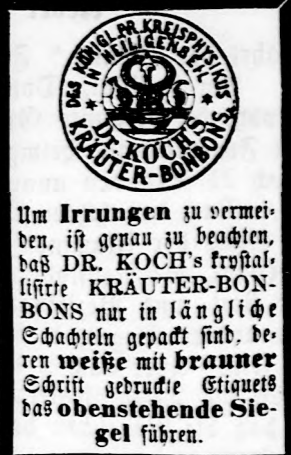 DES KÖNIGL. PR. KREISPHYSIKUS
IN HEILIGENBEIL
* DR. KOCH'S *
KRÄUTER-BONBONS.
Um Irrungen zu vermei-
den, iſt genau zu beachten,
daß DR. KOCH's kryſtal-
liſirte KRÄUTER-BON-
BONS nur in längliche
Schachteln gepackt ſind, de-
ren weiße mit brauner
Schrift gedruckte Etiquets
das obenstehende Sie-
gel führen.